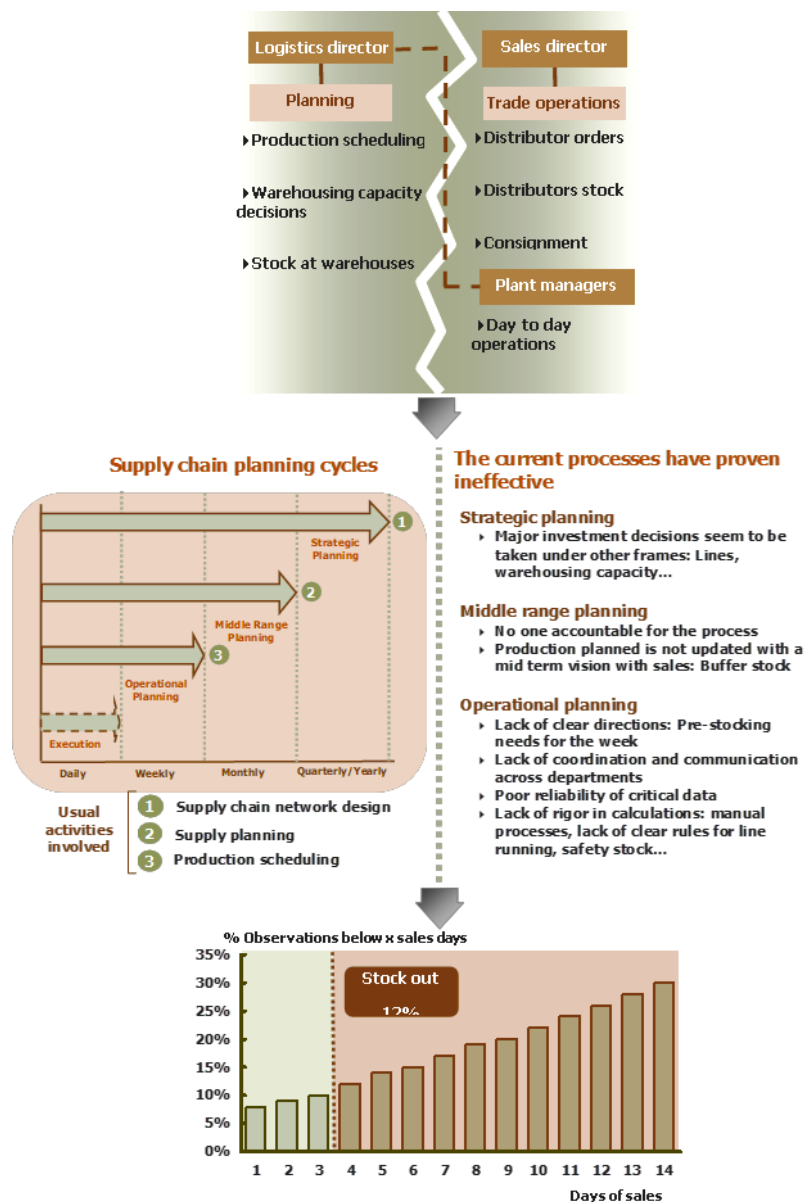 Logistics director
Sales director
Planning
Trade operations
Production scheduling
Warehousing capacity
decisions
Stock at warehouses
Distributor orders
Distributors stock
Consignment
Plant managers
Day to day
operations
Supply chain planning cycles
1
Strategic
Planning
2
Middle Range
Planning
3
Operational
Planning
Execution
Daily Weekly Monthly Quarterly/Yearly
Usual
activities
involved
1 Supply chain network design
2 Supply planning
3 Production scheduling
The current processes have proven
ineffective
Strategic planning
Major investment decisions seem to be
taken under other frames: Lines,
warehousing capacity...
Middle range planning
No one accountable for the process
Production planned is not updated with a
mid term vision with sales: Buffer stock
Operational planning
Lack of clear directions: Pre-stocking
needs for the week
Lack of coordination and communication
across departments
Poor reliability of critical data
Lack of rigor in calculations: manual
processes, lack of clear rules for line
running, safety stock...
% Observations below x sales days
35%
30%
25%
20%
15%
10%
5%
0%
Stock out
12%
1 2 3 4 5 6 7 8 9 10 11 12 13 14
Days of sales